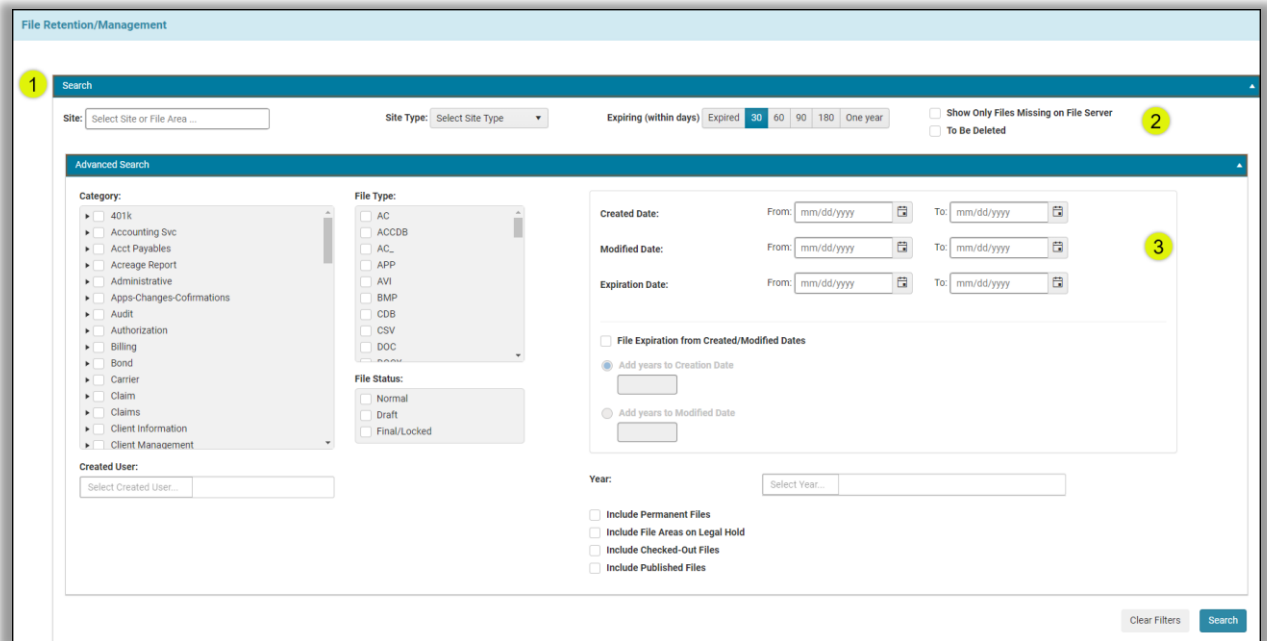 File Retention/Management
1
Search
Site: Select Site or File Area ... Site Type: Select Site Type Expiring (within days) Expired 30 60 90 180 One year Show Only Files Missing on File Server
To Be Deleted
2
Advanced Search
Category:
401k
Accounting Svc
Acct Payables
Acreage Report
Administrative
Apps-Changes-Cofirmations
Audit
Authorization
Billing
Bond
Carrier
Claim
Claims
Client Information
Client Management
Created User:
Select Created User...
File Type:
AC
ACCDB
AC_
APP
AVI
BMP
CDB
CSV
DOC
File Status:
Normal
Draft
Final/Locked
Created Date: From: mm/dd/yyyy To: mm/dd/yyyy
Modified Date: From: mm/dd/yyyy To: mm/dd/yyyy
3
Expiration Date: From: mm/dd/yyyy To: mm/dd/yyyy
File Expiration from Created/Modified Dates
Add years to Creation Date
Add years to Modified Date
Year: Select Year...
Include Permanent Files
Include File Areas on Legal Hold
Include Checked-Out Files
Include Published Files
Clear Filters Search